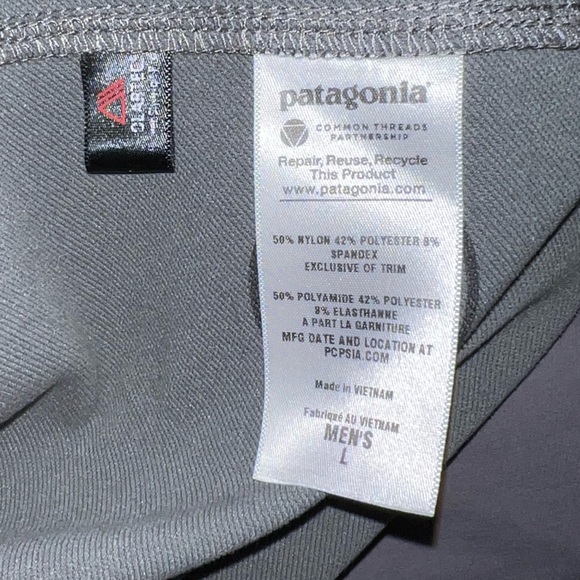 patagonia®
COMMON THREADS
PARTNERSHIP
Repair, Reuse, Recycle
This Product
www.patagonia.com
50% NYLON 42% POLYESTER 8%
SPANDEX
EXCLUSIVE OF TRIM
50% POLYAMIDE 42% POLYESTER
8% ELASTHANNE
A PART LA GARNITURE
MFG DATE AND LOCATION AT
PCPSIA.COM
Made in VIETNAM
Fabriqué AU VIETNAM
MEN'S
L